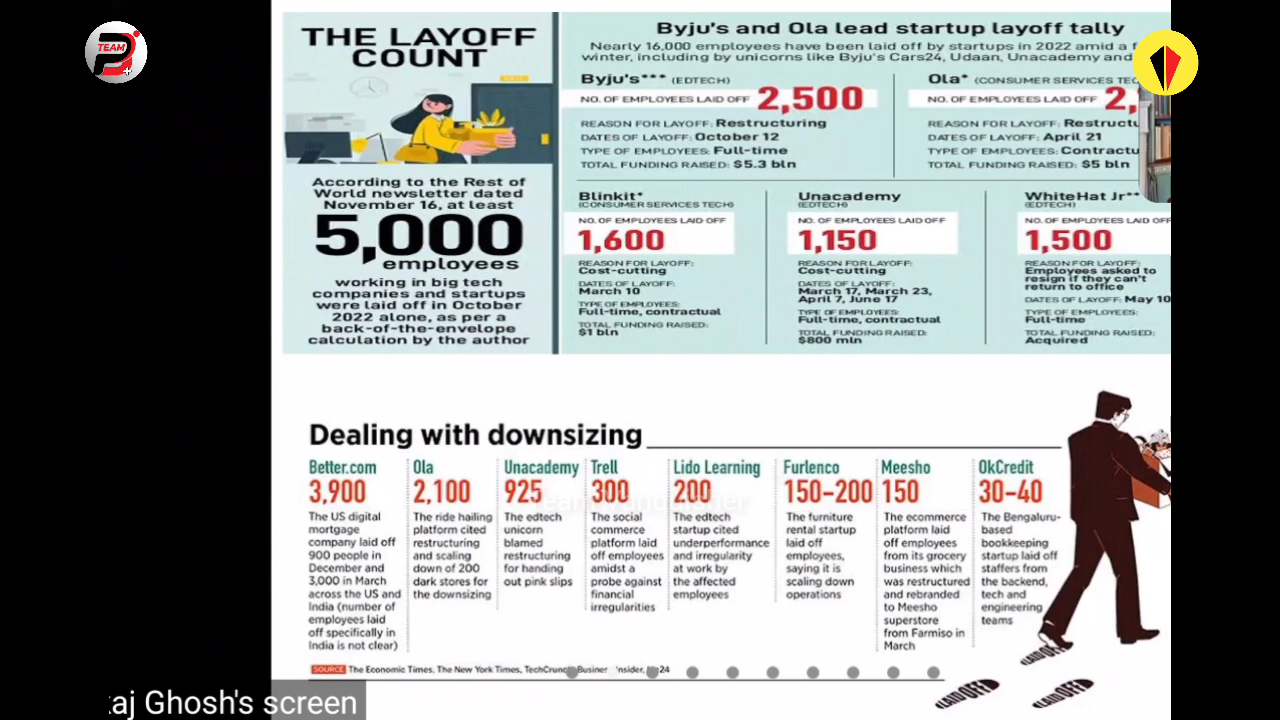 TEAM
THE LAYOFF
COUNT
According to the Rest of
World newsletter dated
November 16, at least
5,000
employees
working in big tech
companies and startups
were laid off in October
2022 alone, as per a
back-of-the-envelope
calculation by the author
Byju's and Ola lead startup layoff tally
Nearly 16,000 employees have been laid off by startups in 2022 amid a
winter, including by unicorns like Byju's Cars24, Udaan, Unacademy and
Byju's*** (EDTECH)
NO. OF EMPLOYEES LAID OFF 2,500
REASON FOR LAYOFF: Restructuring
DATES OF LAYOFF: October 12
TYPE OF EMPLOYEES: Full-time
TOTAL FUNDING RAISED: $5.3 bln
Ola* (CONSUMER SERVICES TEC
NO. OF EMPLOYEES LAID OFF 2,
REASON FOR LAYOFF: Restructu
DATES OF LAYOFF: April 21
TYPE OF EMPLOYEES: Contractu
TOTAL FUNDING RAISED: $5 bln
Blinkit*
(CONSUMER SERVICES TECH)
NO. OF EMPLOYEES LAID OFF
1,600
REASON FOR LAYOFF:
Cost-cutting
DATES OF LAYOFF:
March 10
TYPE OF EMPLOYEES:
Full-time, contractual
TOTAL FUNDING RAISED:
$1 bln
Unacademy
(EDTECH)
NO. OF EMPLOYEES LAID OFF
1,150
REASON FOR LAYOFF:
Cost-cutting
DATES OF LAYOFF:
March 17, March 23,
April 7, June 17
TYPE OF EMPLOYEES:
Full-time, contractual
TOTAL FUNDING RAISED:
$800 mln
WhiteHat Jr**
(EDTECH)
NO. OF EMPLOYEES LAID OFF
1,500
REASON FOR LAYOFF:
Employees asked to
resign if they can't
return to office
DATES OF LAYOFF: May 10
TYPE OF EMPLOYEES:
Full-time
TOTAL FUNDING RAISED:
Acquired
Dealing with downsizing
Better.com
3,900
The US digital
mortgage
company laid off
900 people in
December and
3,000 in March
across the US and
India (number of
employees laid
off specifically in
India is not clear)
Ola
2,100
The ride hailing
platform cited
restructuring
and scaling
down of 200
dark stores for
the downsizing
Unacademy
925
The edtech
unicorn
blamed
restructuring
for handing
out pink slips
Trell
300
The social
commerce
platform laid
off employees
amidst a
probe against
financial
irregularities
Lido Learning
200
The edtech
startup cited
underperformance
and irregularity
at work by
the affected
employees
Furlenco
150–200
The furniture
rental startup
laid off
employees,
saying it is
scaling down
operations
Meesho
150
The ecommerce
platform laid
off employees
from its grocery
business which
was restructured
and rebranded
to Meesho
superstore
from Farmiso in
March
OkCredit
30–40
The Bengaluru-
based
bookkeeping
startup laid off
staffers from
the backend,
tech and
engineering
teams
SOURCE The Economic Times, The New York Times, TechCrunch
LAID OFF
LAID OFF
LAID OFF
aj Ghosh's screen